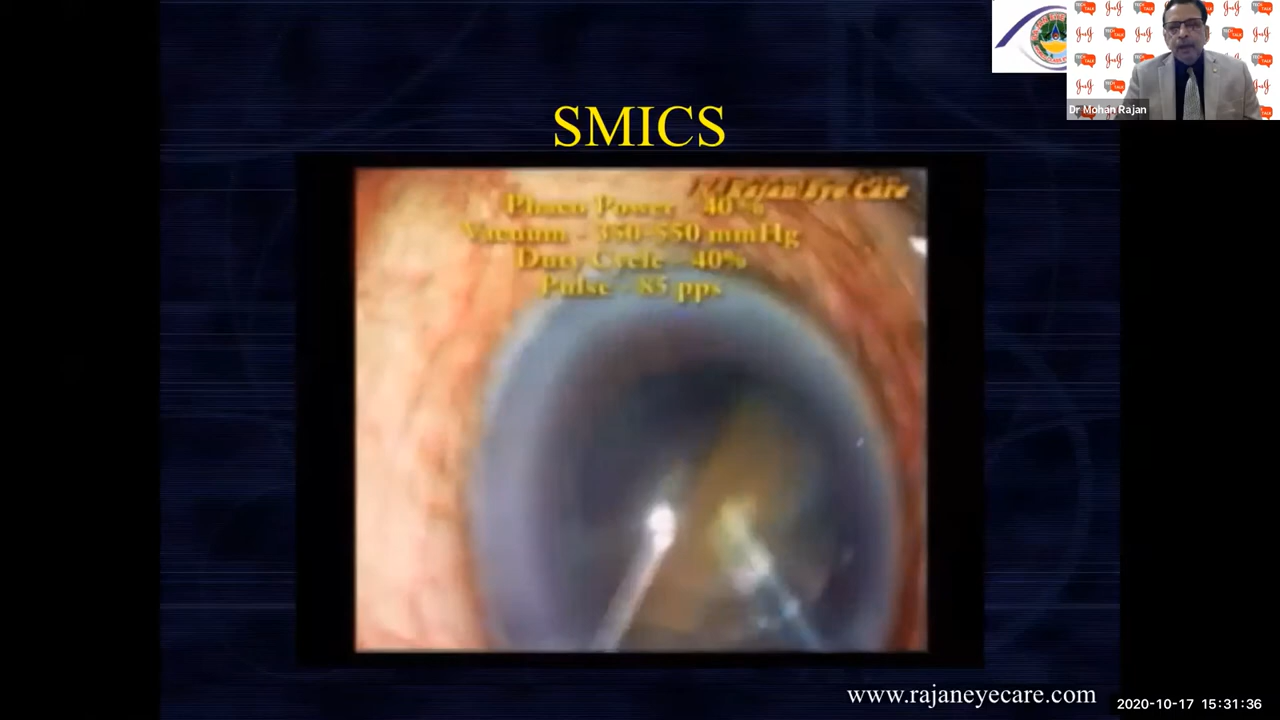 SMICS
Rajan Eye Care
Phaco Power - 40%
Vacuum - 350-550 mmHg
Duty Cycle - 40%
Pulse - 85 pps
Dr Mohan Rajan
www.rajaneyecare.com
2020-10-17 15:31:36